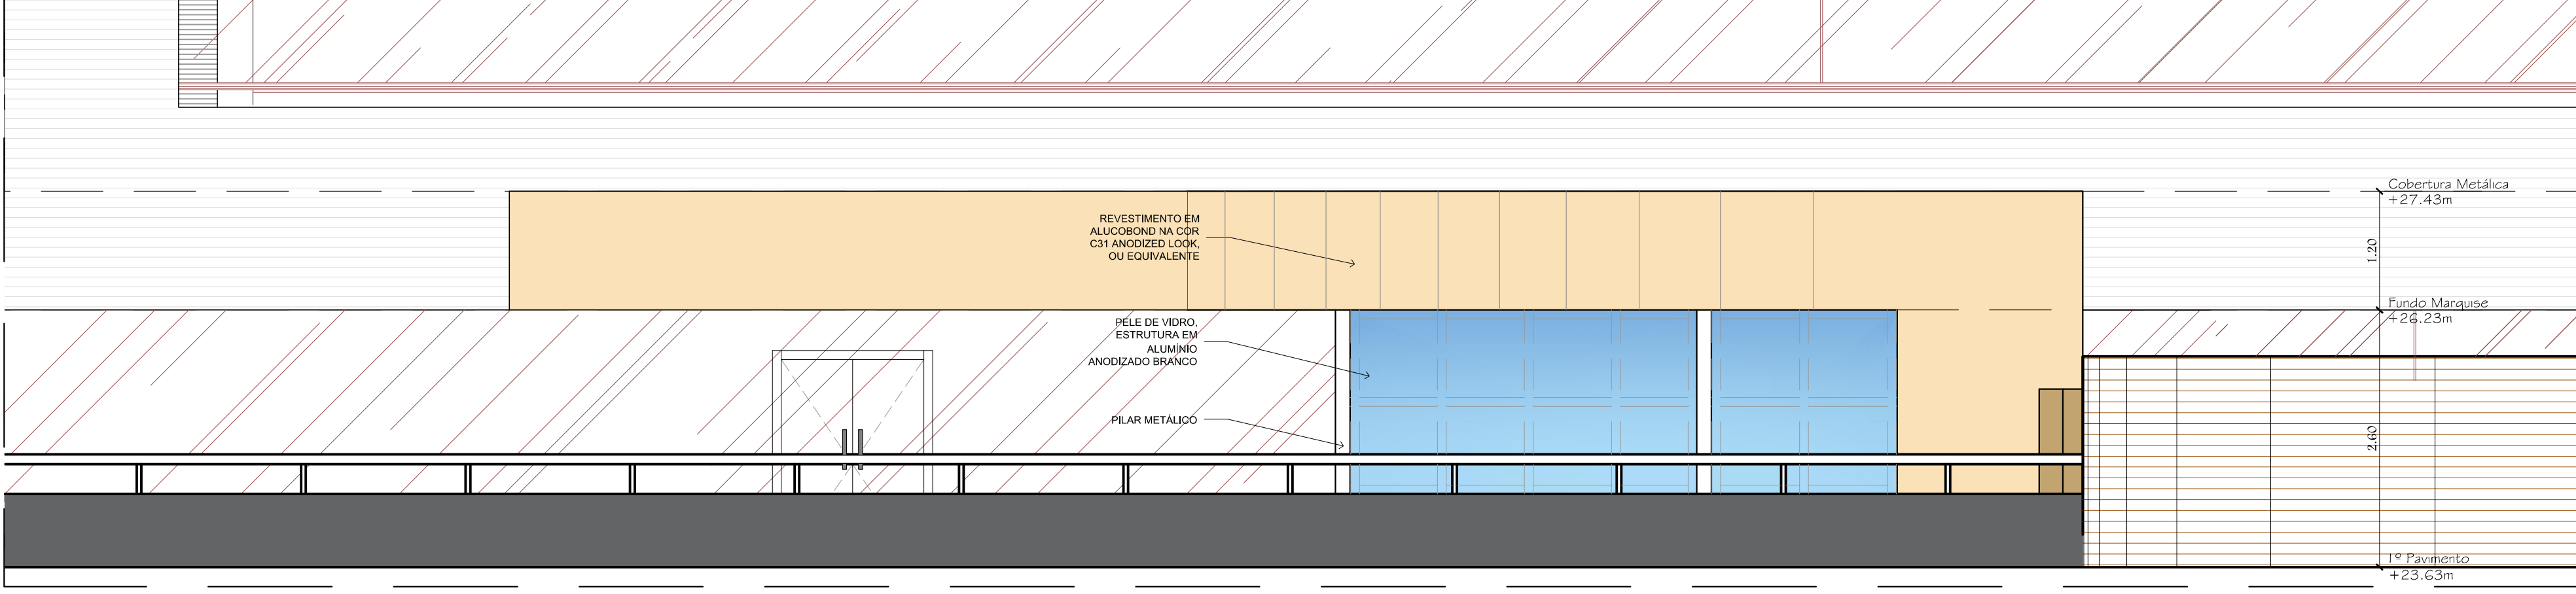 REVESTIMENTO EM
ALUCOBOND NA COR
C31 ANODIZED LOOK,
OU EQUIVALENTE
PELE DE VIDRO,
ESTRUTURA EM
ALUMÍNIO
ANODIZADO BRANCO
PILAR METÁLICO
Cobertura Metálica
+27.43m
1.20
Fundo Marquise
+26.23m
2.60
1º Pavimento
+23.63m